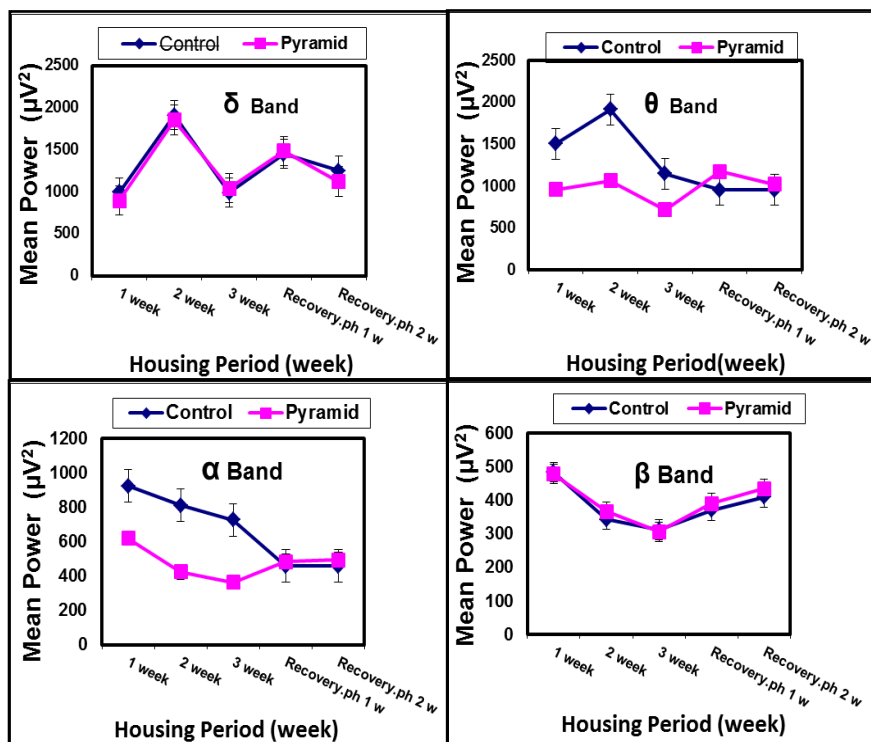 Control Pyramid
δ Band
Mean Power (µV²)
2500
2000
1500
1000
500
0
1 week
2 week
3 week
Recovery.ph 1 w
Recovery.ph 2 w
Housing Period (week)
Control Pyramid
θ Band
Mean Power (µV²)
2500
2000
1500
1000
500
0
1 week
2 week
3 week
Recovery.ph 1 w
Recovery.ph 2 w
Housing Period(week)
Control Pyramid
α Band
Mean Power (µV²)
1200
1000
800
600
400
200
0
1 week
2 week
3 week
Recovery.ph 1 w
Recovery.ph 2 w
Housing Period (week)
Control Pyramid
β Band
Mean Power (µV²)
600
500
400
300
200
100
0
1 week
2 week
3 week
Recovery.ph 1 w
Recovery.ph 2 w
Housing Period (week)